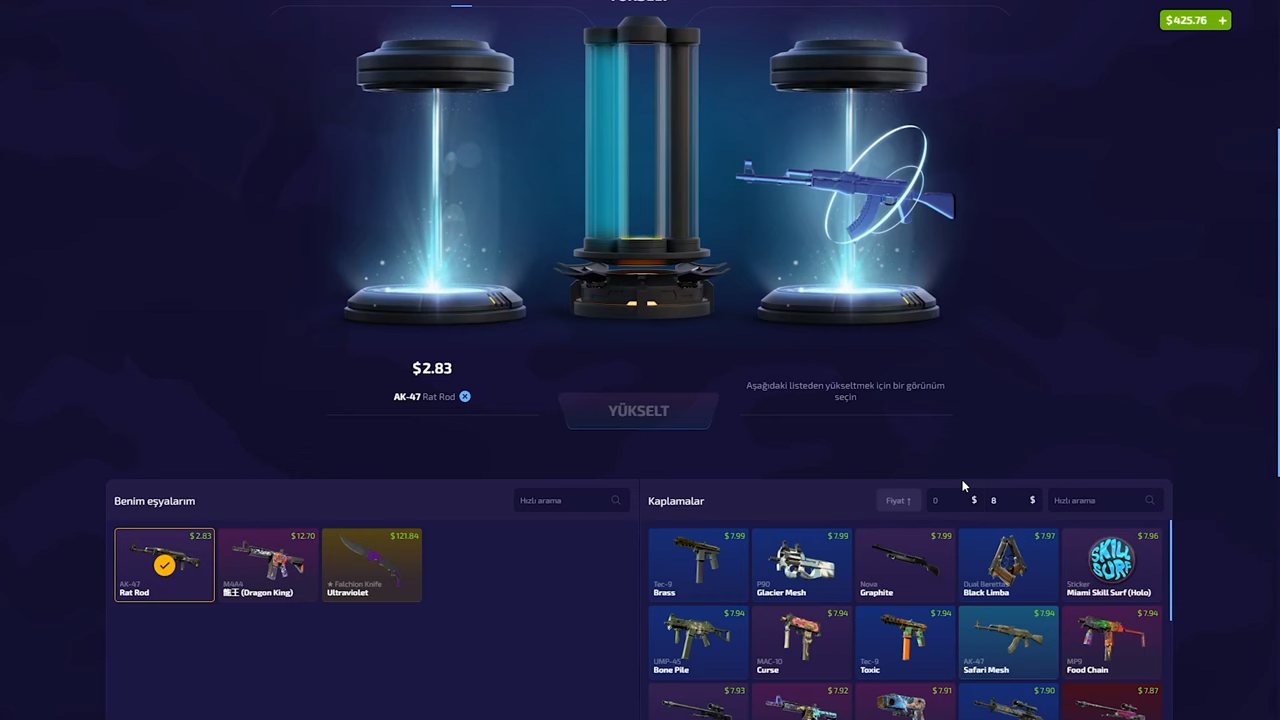 $425.76 +
$2.83
AK-47 Rat Rod
Aşağıdaki listeden yükseltmek için bir görünüm
seçin
YÜKSELT
Benim eşyalarım
Hızlı arama
Kaplamalar
Fiyat ↑
0 $
8 $
Hızlı arama
$2.83
AK-47
Rat Rod
$12.70
M4A4
龍王 (Dragon King)
$121.84
★ Falchion Knife
Ultraviolet
$7.99
Tec-9
Brass
$7.99
P90
Glacier Mesh
$7.99
Nova
Graphite
$7.97
Dual Berettas
Black Limba
SKILL
SURF
$7.96
Sticker
Miami Skill Surf (Holo)
$7.94
UMP-45
Bone Pile
$7.94
MAC-10
Curse
$7.94
Tec-9
Toxic
$7.94
AK-47
Safari Mesh
$7.94
MP9
Food Chain
$7.93
$7.92
$7.91
$7.90
$7.87